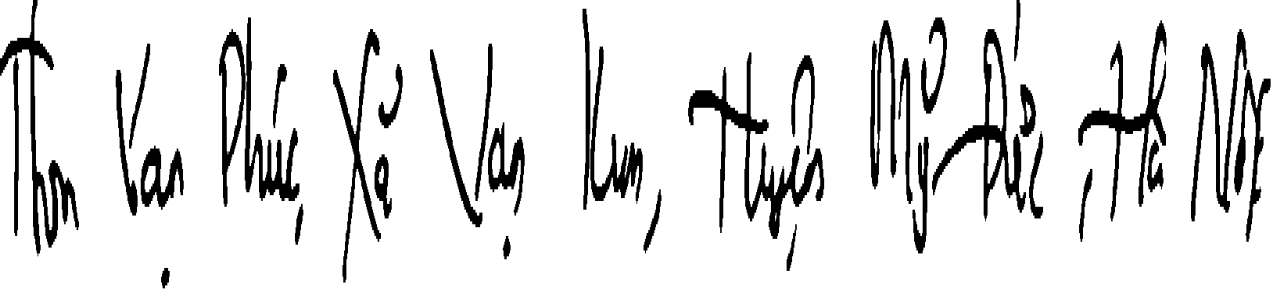 Thôn Vạn Phúc, Xã Vạn Kim, Huyện Mỹ Đức, Hà Nội